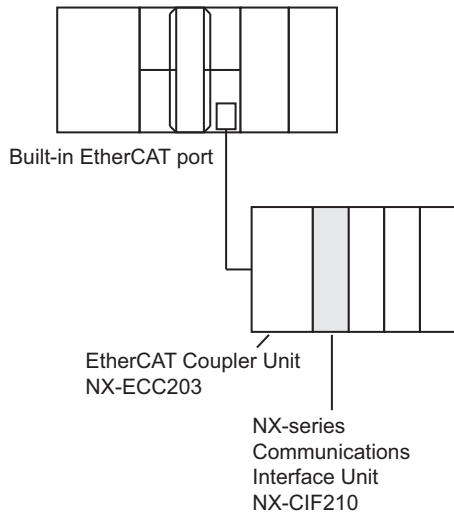 Built-in EtherCAT port
EtherCAT Coupler Unit
NX-ECC203
NX-series
Communications
Interface Unit
NX-CIF210